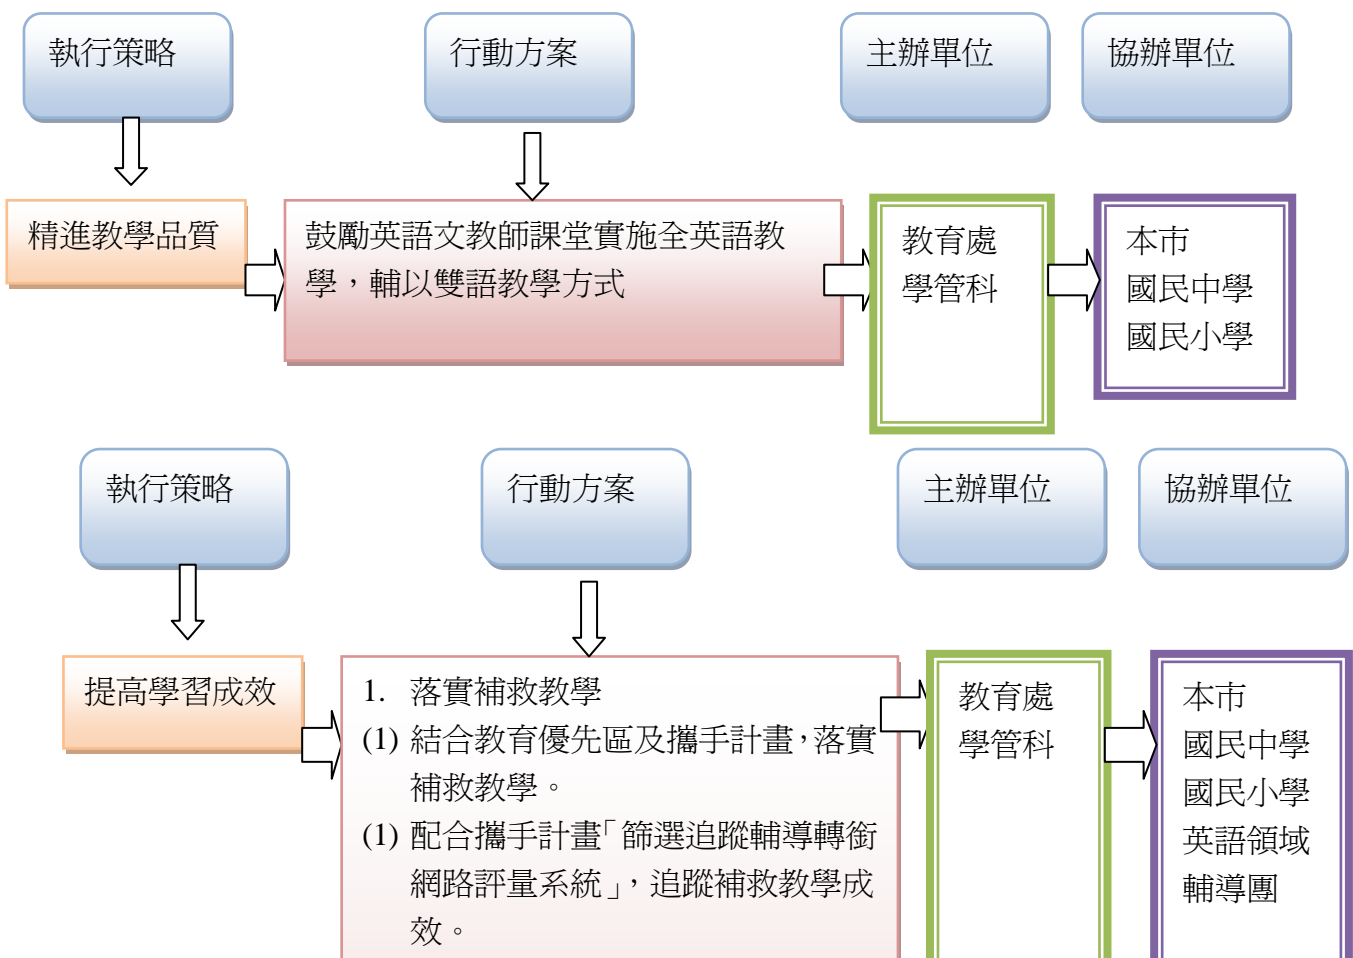 執行策略
行動方案
主辦單位
協辦單位
精進教學品質
鼓勵英語文教師課堂實施全英語教
學，輔以雙語教學方式
教育處
學管科
本市
國民中學
國民小學
執行策略
行動方案
主辦單位
協辦單位
提高學習成效
1. 落實補救教學
(1) 結合教育優先區及攜手計畫，落實
補救教學。
(1) 配合攜手計畫「篩選追蹤輔導轉銜
網路評量系統」，追蹤補救教學成
效。
教育處
學管科
本市
國民中學
國民小學
英語領域
輔導團